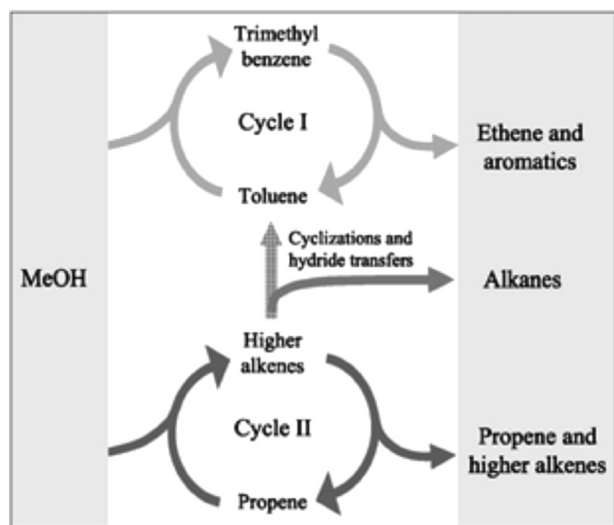 Trimethyl
benzene
Cycle I
Ethene and
aromatics
Toluene
Cyclizations and
hydride transfers
MeOH
Alkanes
Higher
alkenes
Cycle II
Propene and
higher alkenes
Propene